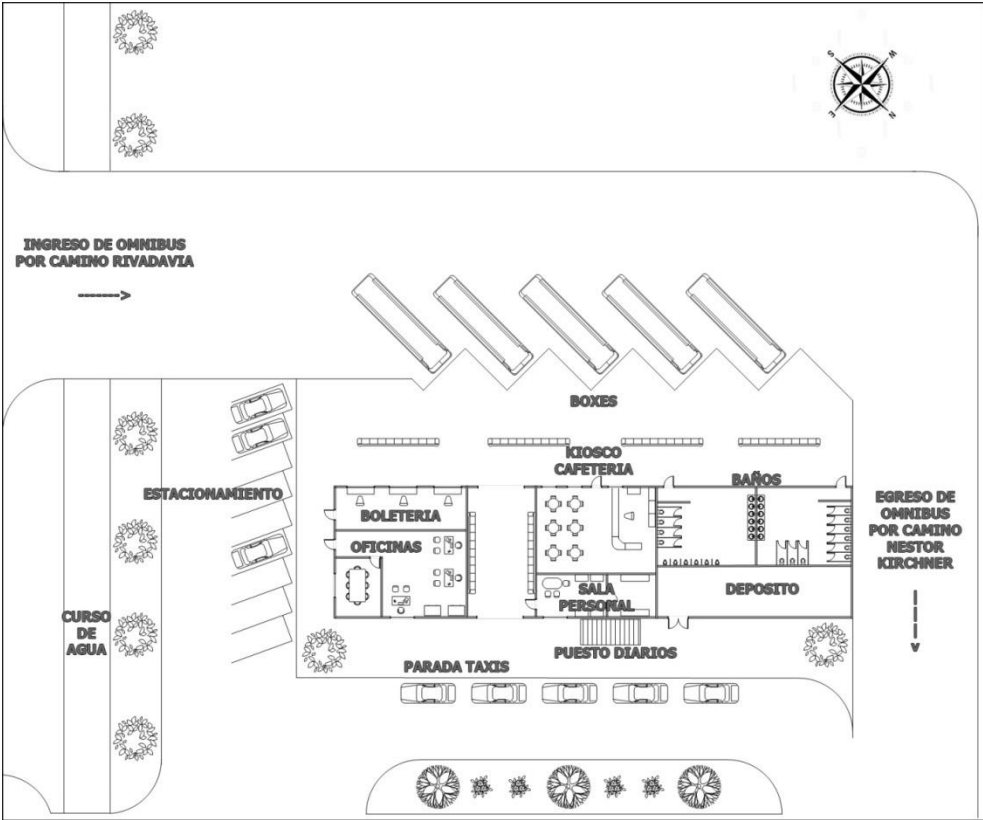 S
W
E
N
INGRESO DE OMNIBUS
POR CAMINO RIVADAVIA
------->
BOXES
KIOSCO
CAFETERIA
BAÑOS
ESTACIONAMIENTO
BOLETERIA
EGRESO DE
OMNIBUS
POR CAMINO
NESTOR
KIRCHNER
OFICINAS
SALA
PERSONAL
DEPOSITO
CURSO
DE
AGUA
PUESTO DIARIOS
PARADA TAXIS